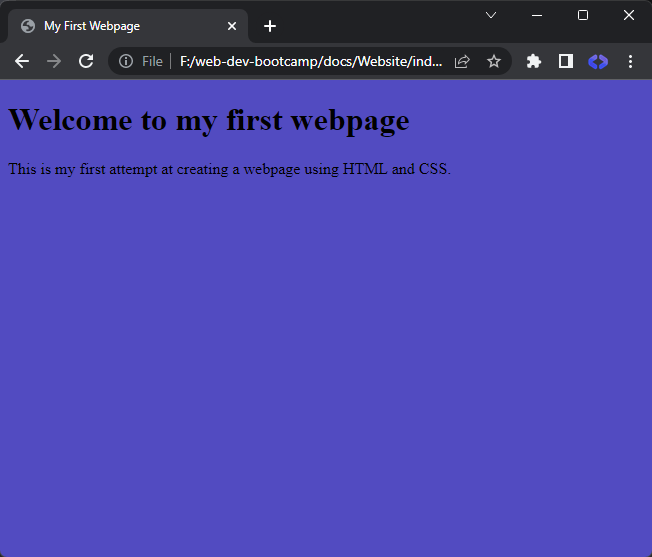 My First Webpage
File F:/web-dev-bootcamp/docs/Website/ind...
Welcome to my first webpage
This is my first attempt at creating a webpage using HTML and CSS.